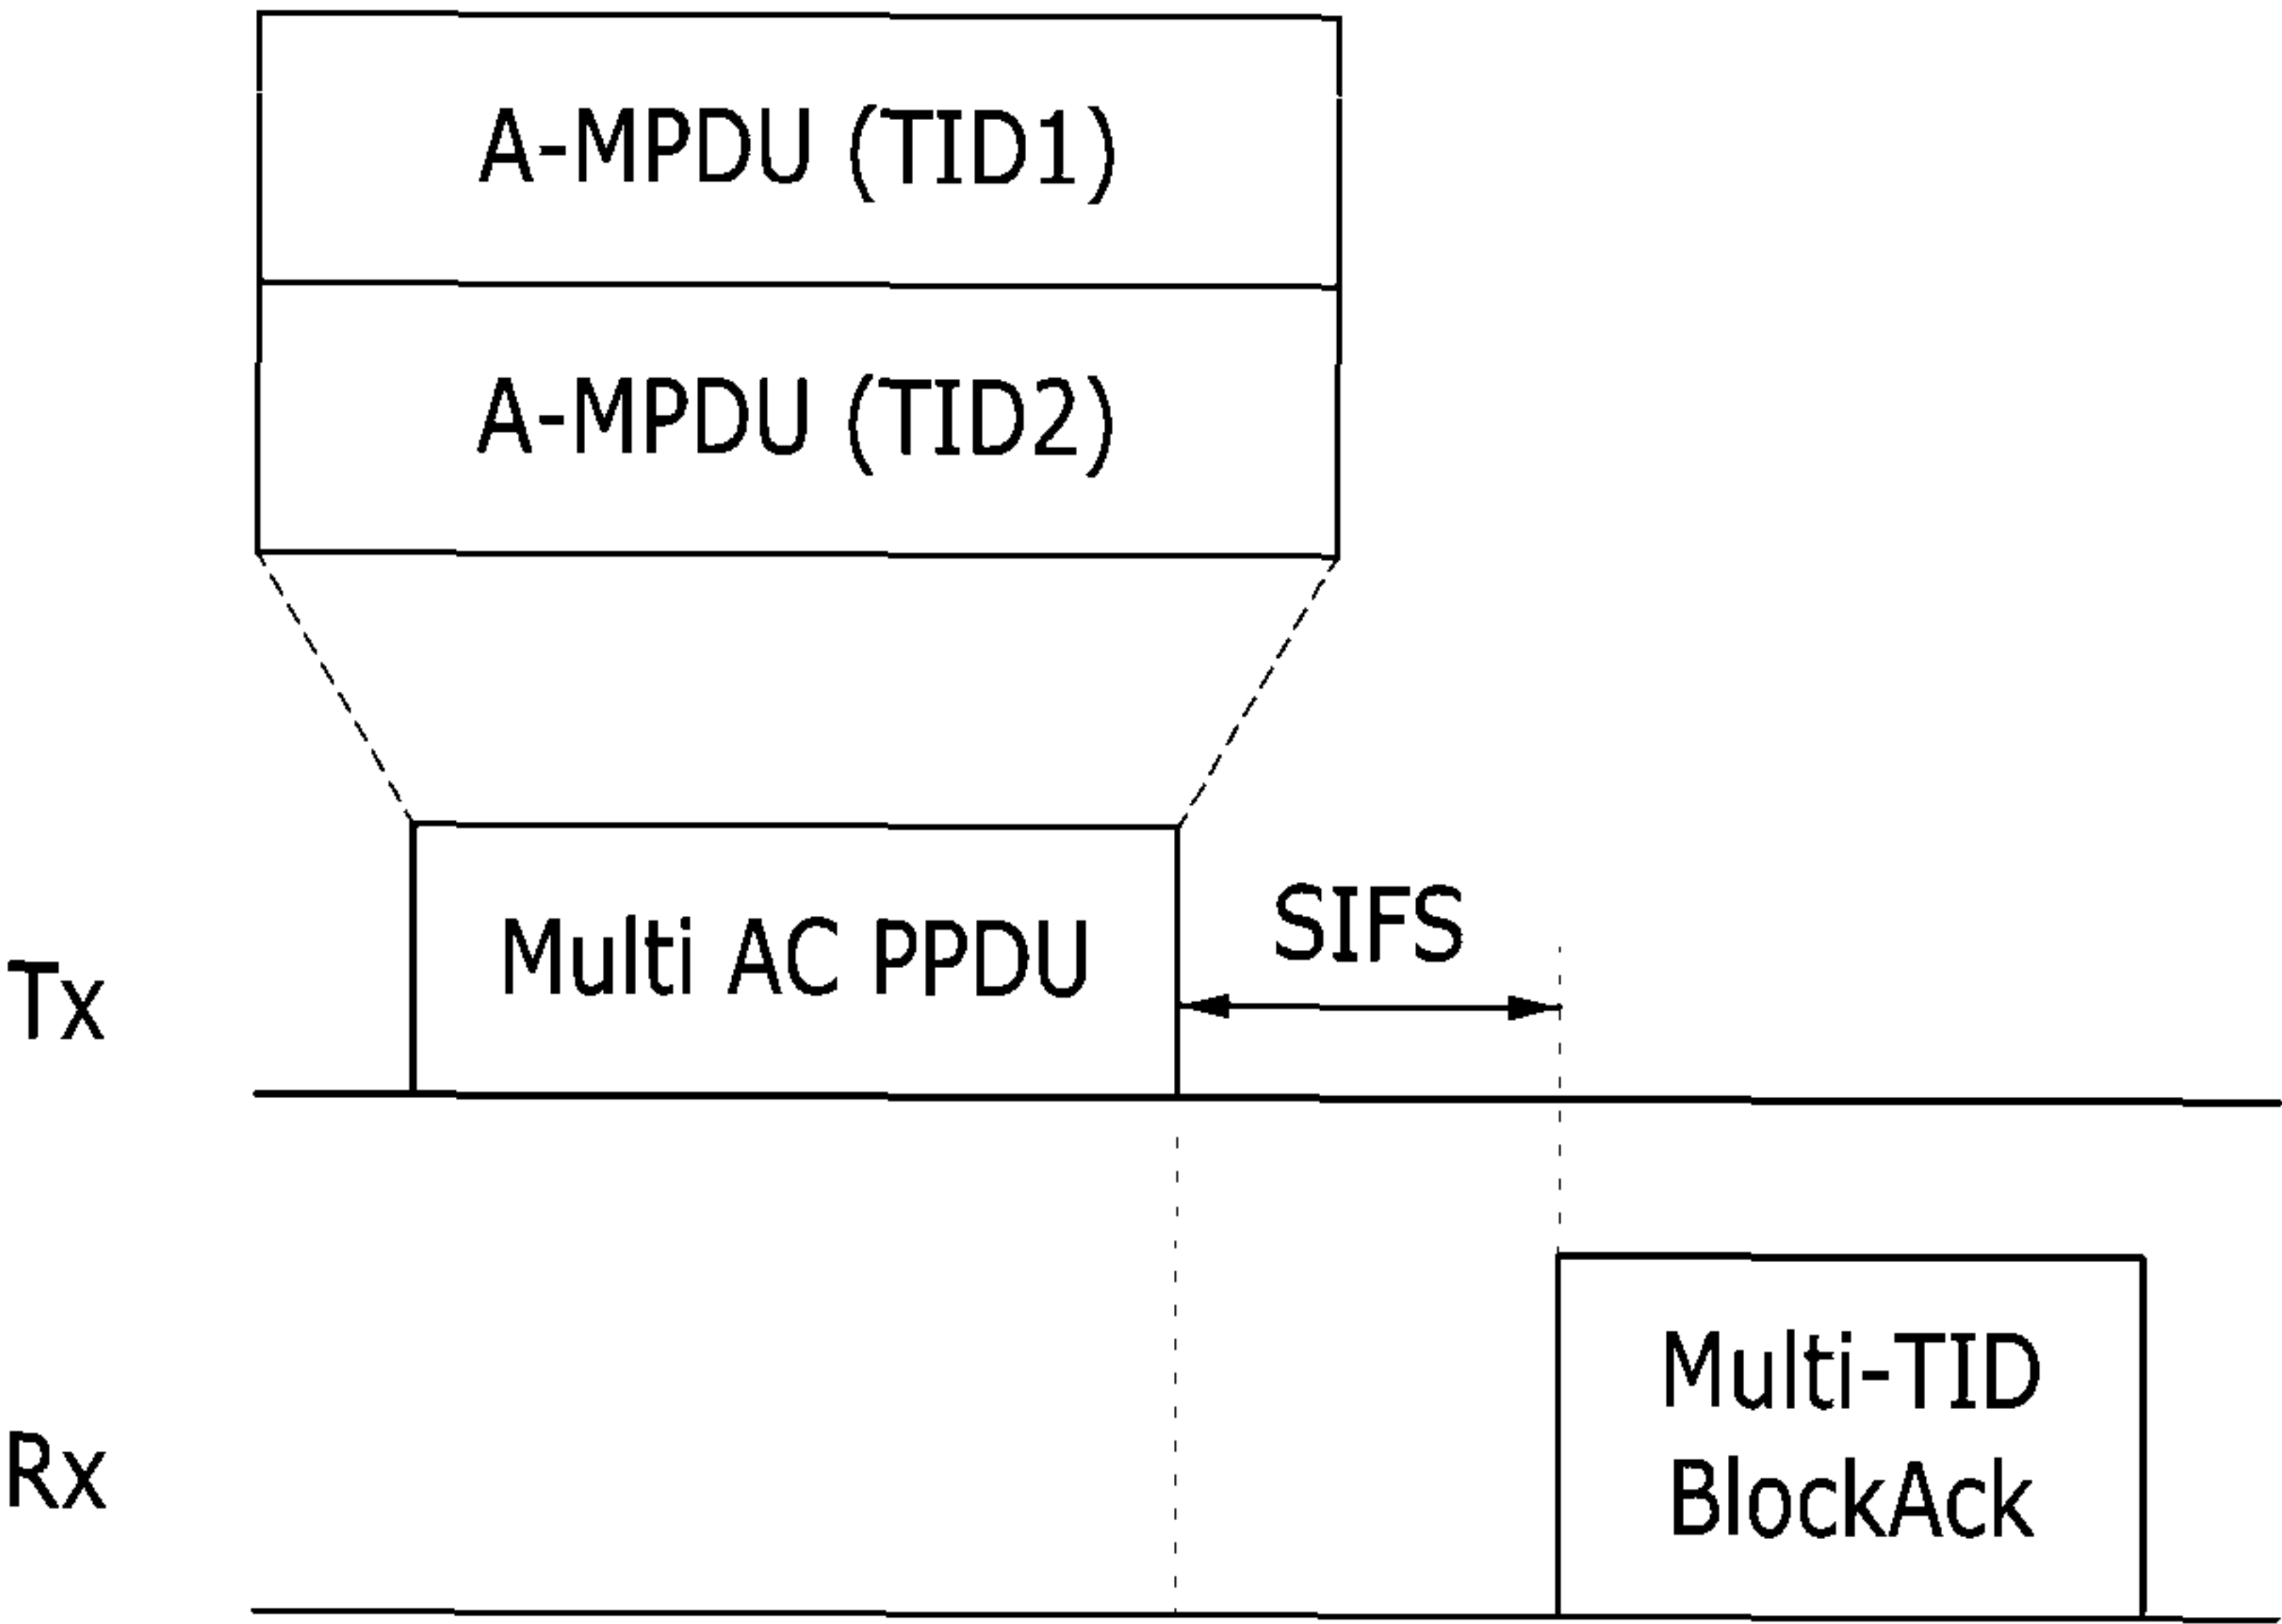 A-MPDU (TID1)
A-MPDU (TID2)
SIFS
Multi AC PPDU
Tx
Multi-TID
BlockAck
Rx